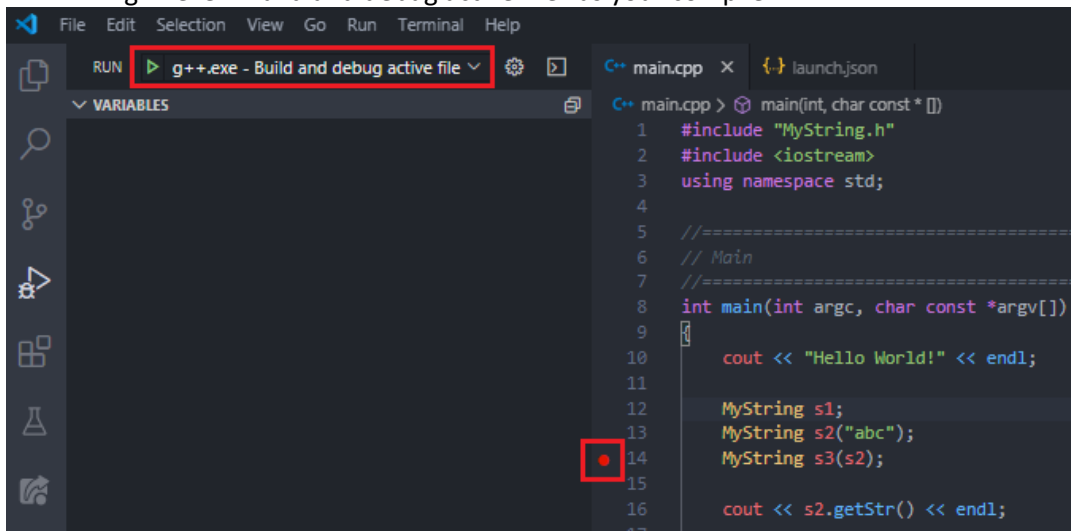 File Edit Selection View Go Run Terminal Help
RUN g++.exe - Build and debug active file
main.cpp × {..} launch.json
VARIABLES
main.cpp > main(int, char const * [])
1 #include "MyString.h"
2 #include <iostream>
3 using namespace std;
4
5 //====================================
6 // Main
7 //====================================
8 int main(int argc, char const *argv[])
9 {
10 cout << "Hello World!" << endl;
11
12 MyString s1;
13 MyString s2("abc");
14 MyString s3(s2);
15
16 cout << s2.getStr() << endl;